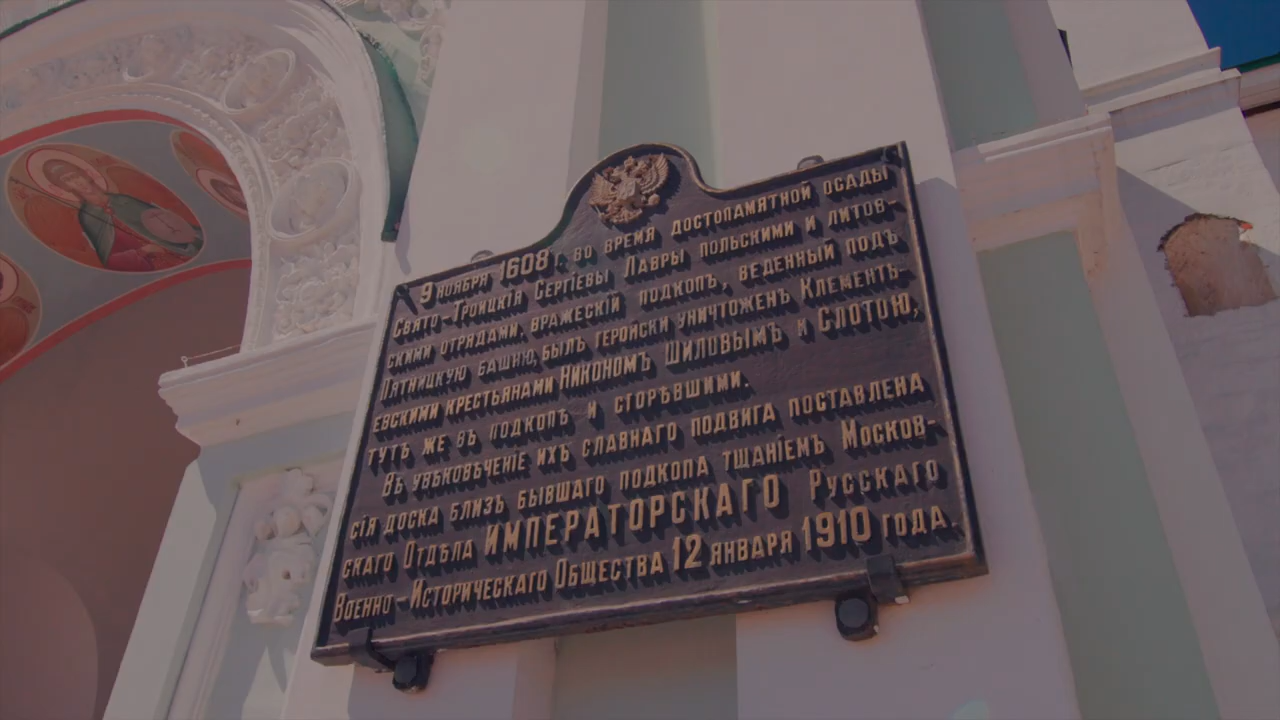 9 ноября 1608 г. во время достопамятной осады
Свято-Троицкія Сергіевы Лавры польскими и литов-
скими отрядами, вражескій подкопъ, веденный подъ
Пятницкую башню, былъ геройски уничтоженъ Клементь-
евскими крестьянами Никономъ Шиловымъ и Слотою,
тутъ же въ подкопъ и сгорѣвшими.
Въ увѣковѣченіе ихъ славнаго подвига поставлена
сія доска близъ бывшаго подкопа тщаніемъ Москов-
скаго Отдѣла ИМПЕРАТОРСКАГО Русскаго
Военно-Историческаго Общества 12 января 1910 года.